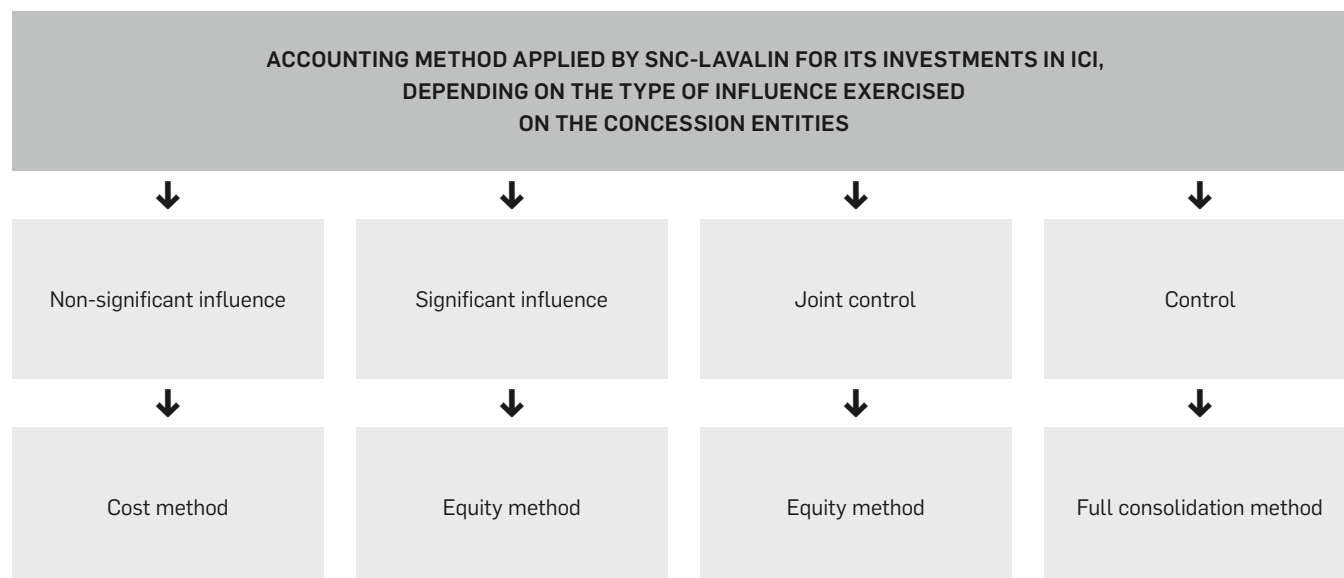 ACCOUNTING METHOD APPLIED BY SNC-LAVALIN FOR ITS INVESTMENTS IN ICI,
DEPENDING ON THE TYPE OF INFLUENCE EXERCISED
ON THE CONCESSION ENTITIES
Non-significant influence
Significant influence
Joint control
Control
Cost method
Equity method
Equity method
Full consolidation method